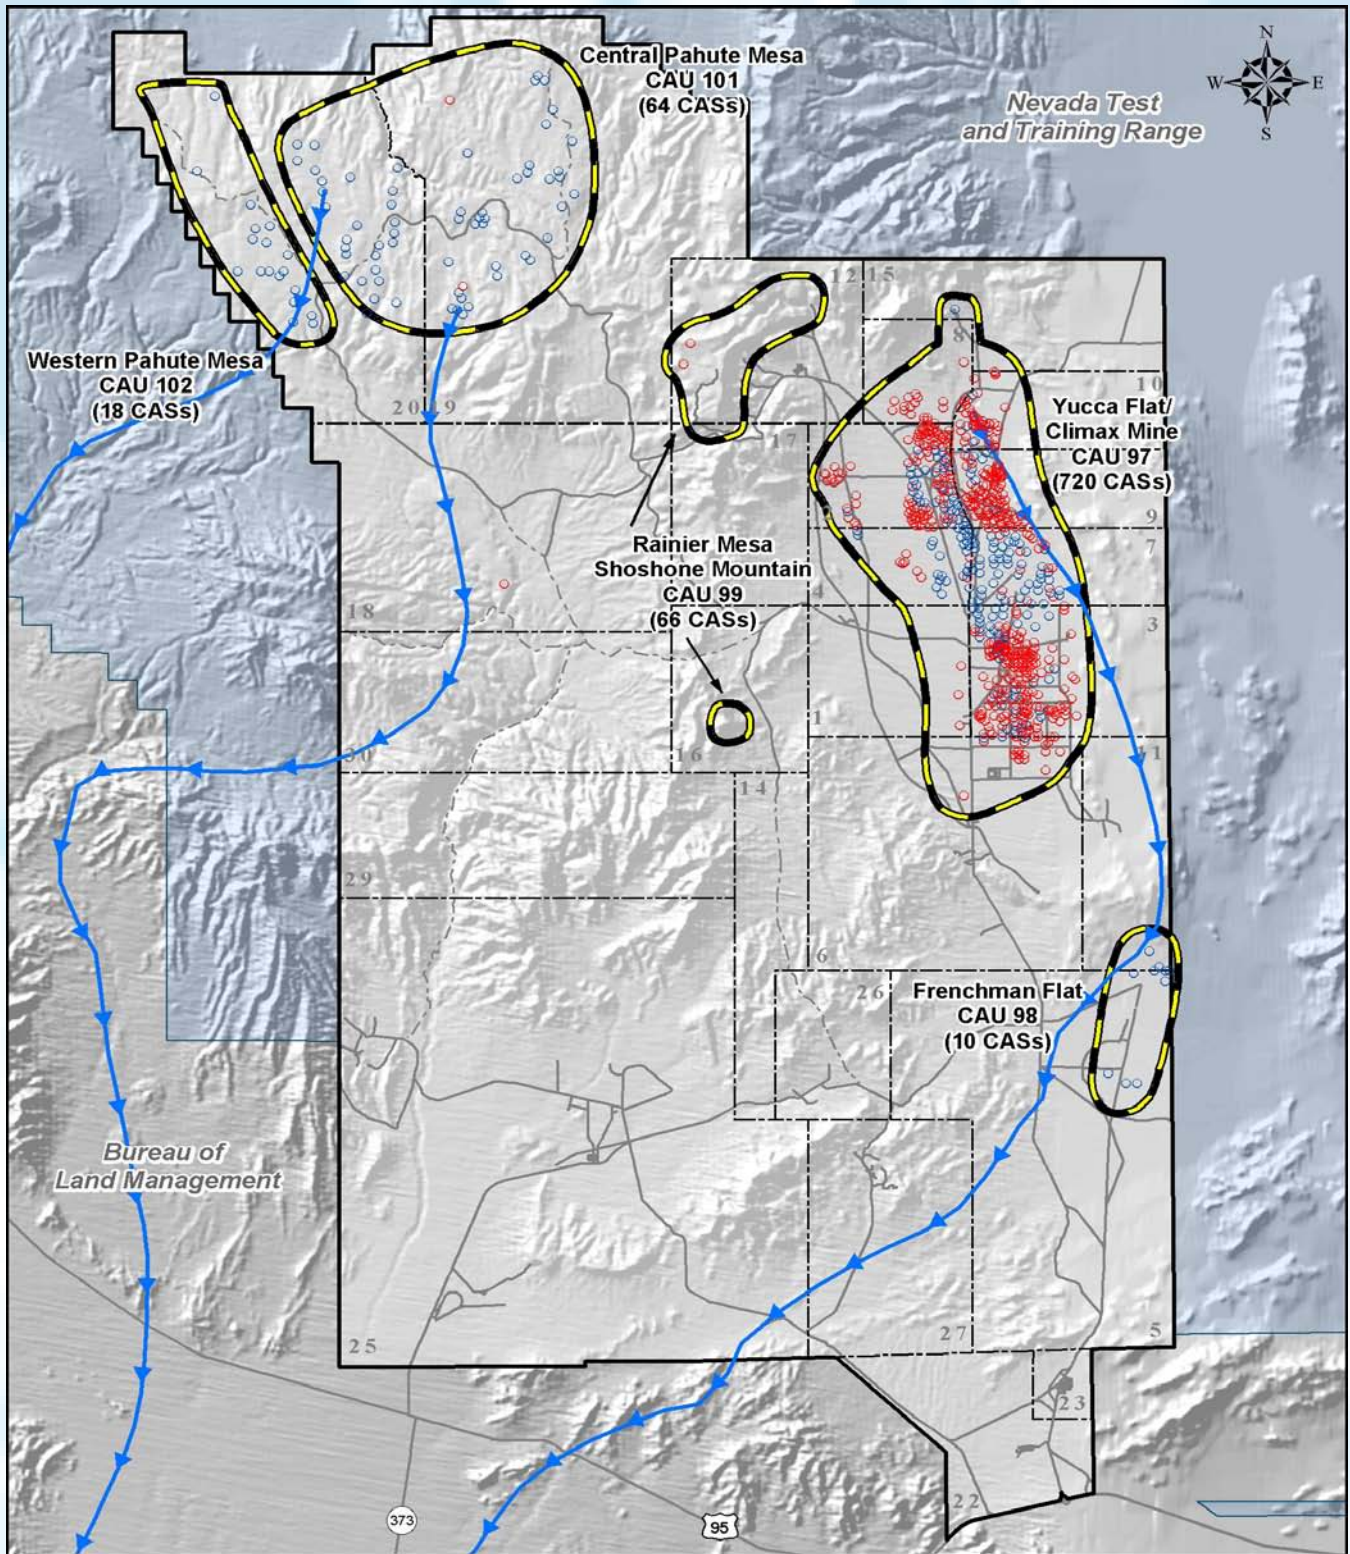 Central Pahute Mesa
CAU 101
(64 CASs)
N
W
E
S
Nevada Test
and Training Range
12
15
8
Western Pahute Mesa
CAU 102
(18 CASs)
20
19
17
10
Yucca Flat/
Climax Mine
CAU 97
(720 CASs)
2
9
7
Rainier Mesa
Shoshone Mountain
CAU 99
(66 CASs)
18
4
3
1
30
16
11
14
29
6
26
Frenchman Flat
CAU 98
(10 CASs)
Bureau of
Land Management
25
27
5
23
22
373
95